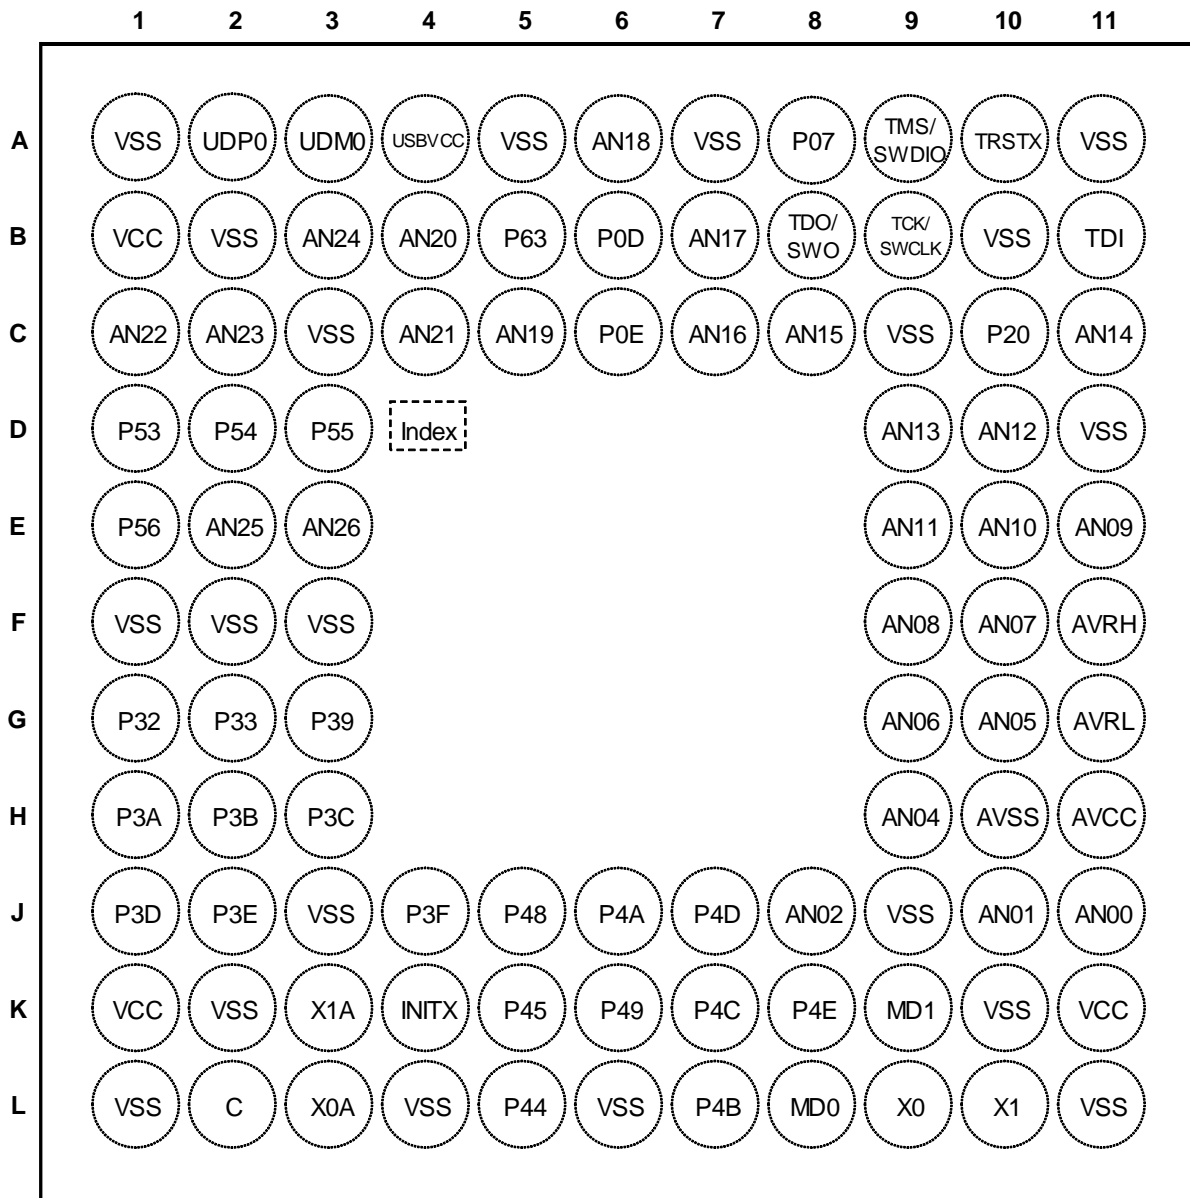 1 2 3 4 5 6 7 8 9 10 11
A VSS UDP0 UDM0 USBVCC VSS AN18 VSS P07 TMS/ SWDIO TRSTX VSS
B VCC VSS AN24 AN20 P63 P0D AN17 TDO/ SWO TCK/ SWCLK VSS TDI
C AN22 AN23 VSS AN21 AN19 P0E AN16 AN15 VSS P20 AN14
D P53 P54 P55 Index AN13 AN12 VSS
E P56 AN25 AN26 AN11 AN10 AN09
F VSS VSS VSS AN08 AN07 AVRH
G P32 P33 P39 AN06 AN05 AVRL
H P3A P3B P3C AN04 AVSS AVCC
J P3D P3E VSS P3F P48 P4A P4D AN02 VSS AN01 AN00
K VCC VSS X1A INITX P45 P49 P4C P4E MD1 VSS VCC
L VSS C X0A VSS P44 VSS P4B MD0 X0 X1 VSS